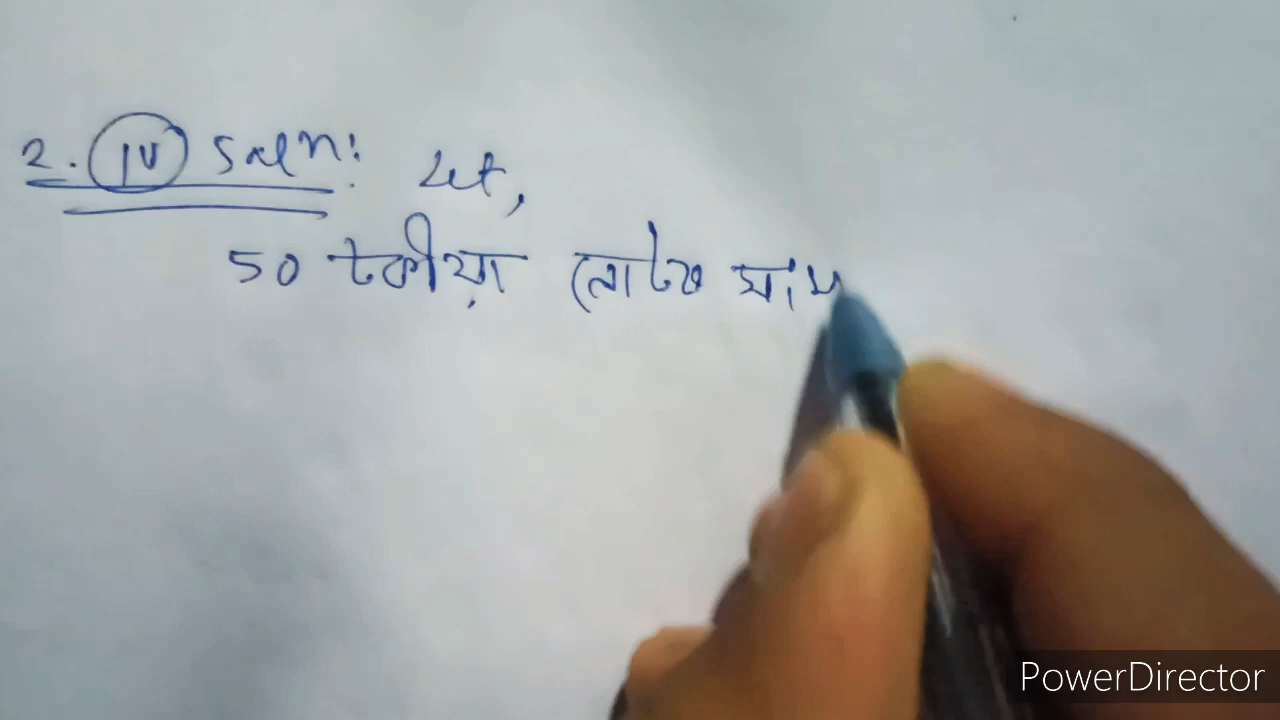 2. (iv) Soln: Let,
50 টকীয়া নোটৰ
PowerDirector